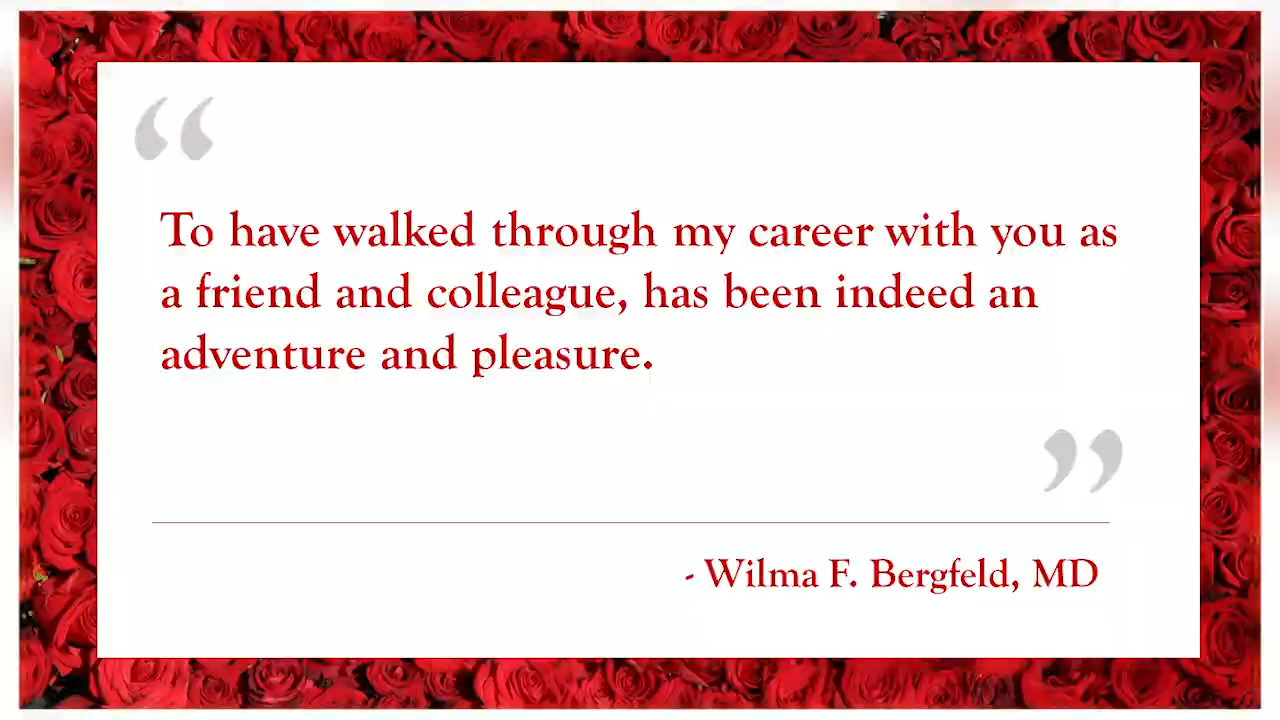 “
To have walked through my career with you as
a friend and colleague, has been indeed an
adventure and pleasure.
”
- Wilma F. Bergfeld, MD